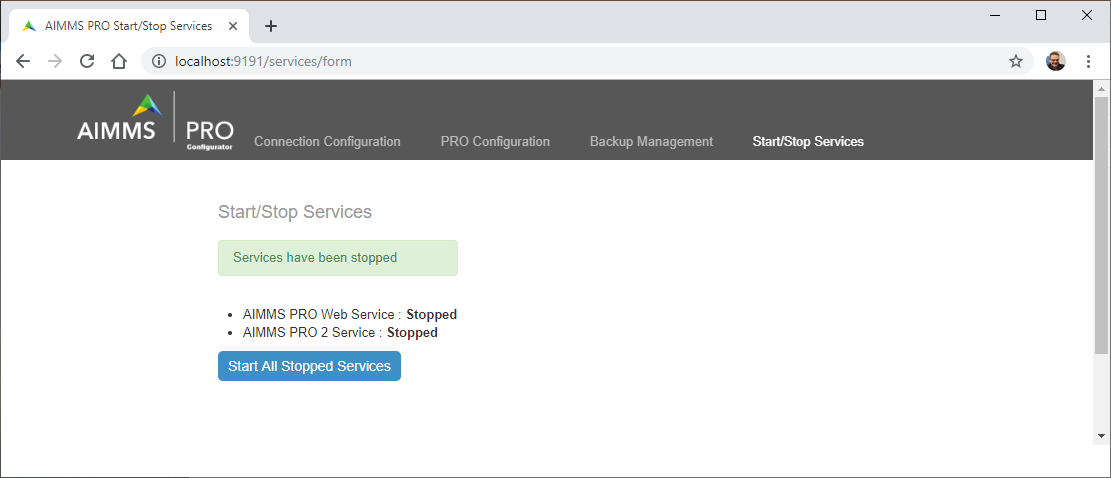 AIMMS PRO Start/Stop Services
localhost:9191/services/form
AIMMS PRO
Configurator
Connection Configuration
PRO Configuration
Backup Management
Start/Stop Services
Start/Stop Services
Services have been stopped
AIMMS PRO Web Service : Stopped
AIMMS PRO 2 Service : Stopped
Start All Stopped Services